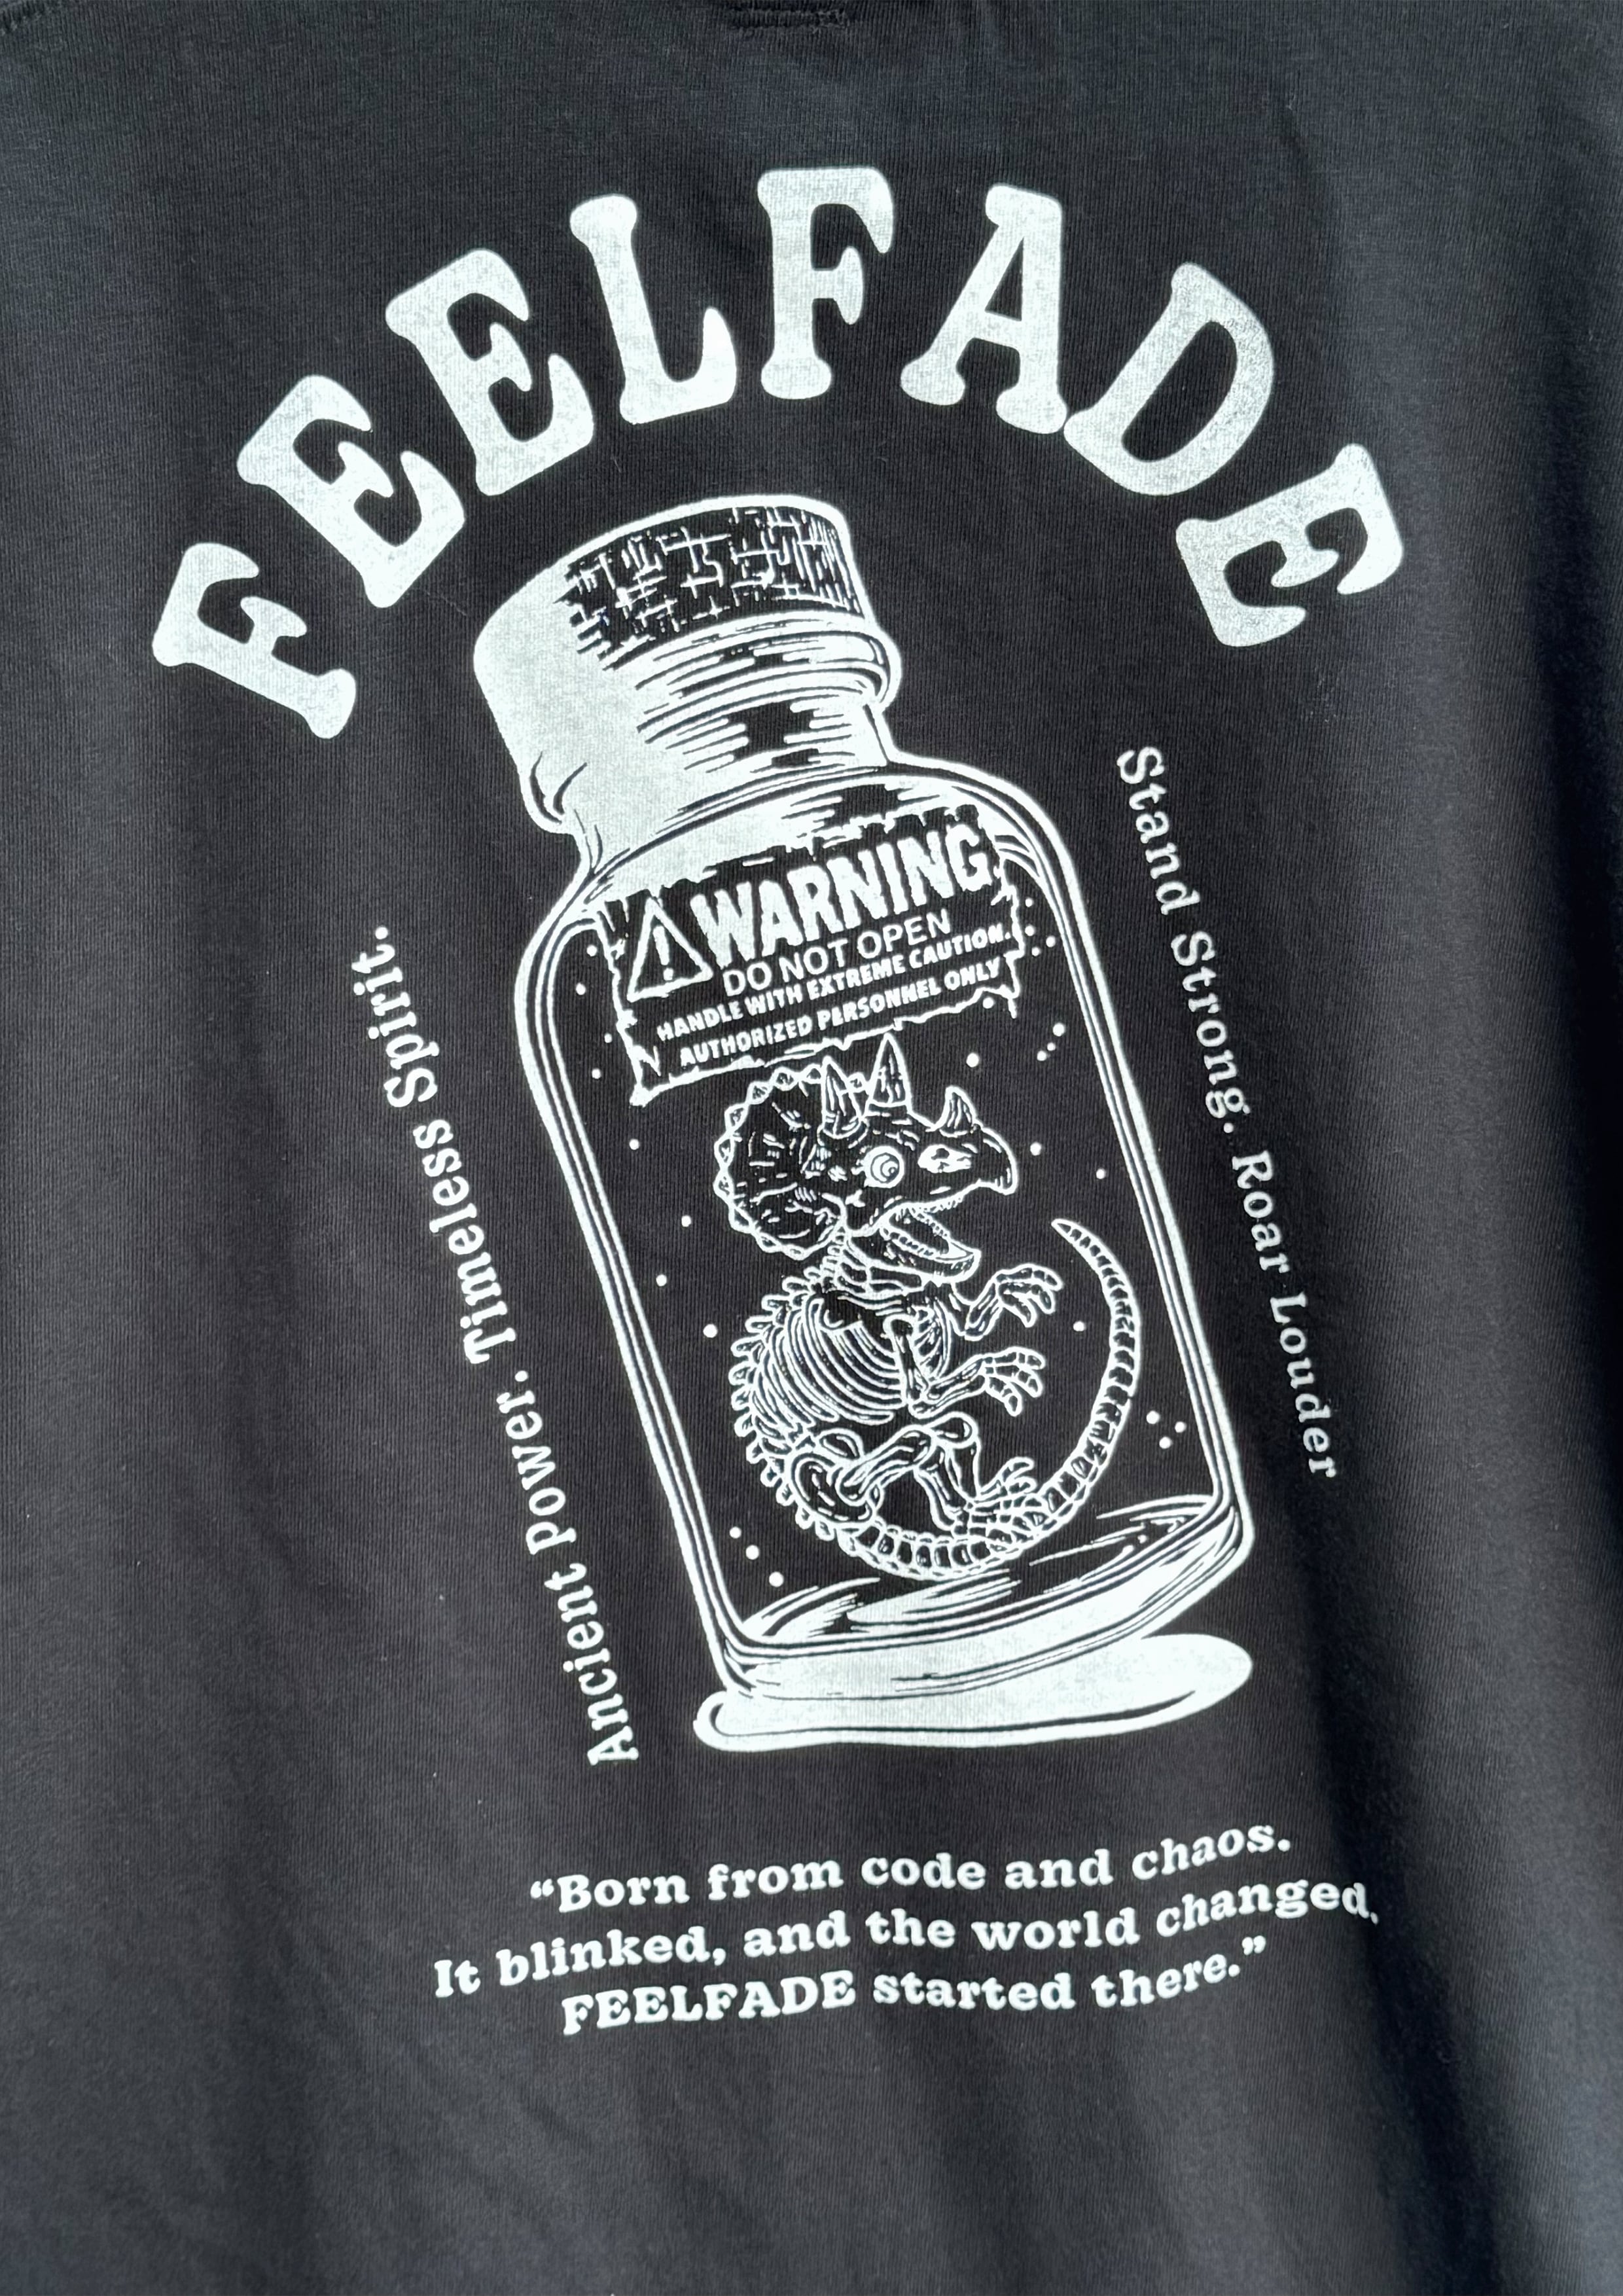 FEELFADE
WARNING
DO NOT OPEN
HANDLE WITH EXTREME CAUTION.
AUTHORIZED PERSONNEL ONLY
Ancient Power. Timeless Spirit.
Stand Strong. Roar Louder
“Born from code and chaos.
It blinked, and the world changed.
FEELFADE started there.”